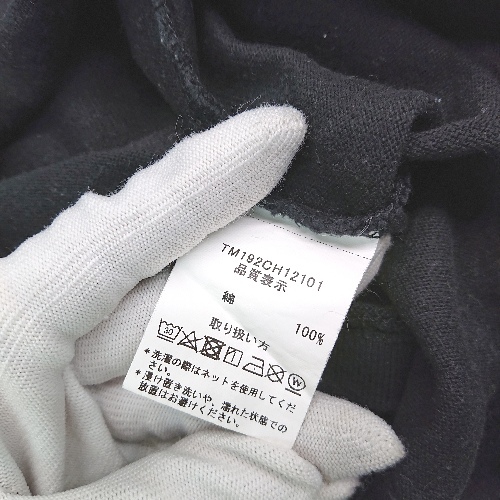 TM192CH12101
品質表示
綿 100%
取り扱い方
30 W
*洗濯の際はネットを使用してくだ
さい。
*浸け置き洗いや、濡れた状態での
放置はお避けください。